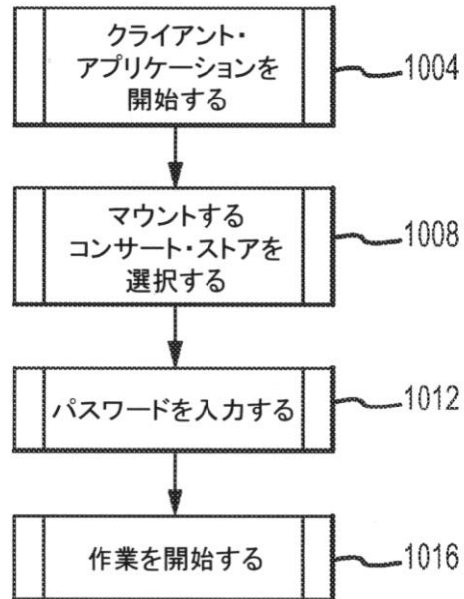 クライアント・
アプリケーションを
開始する
1004
マウントする
コンサート・ストアを
選択する
1008
パスワードを入力する
1012
作業を開始する
1016